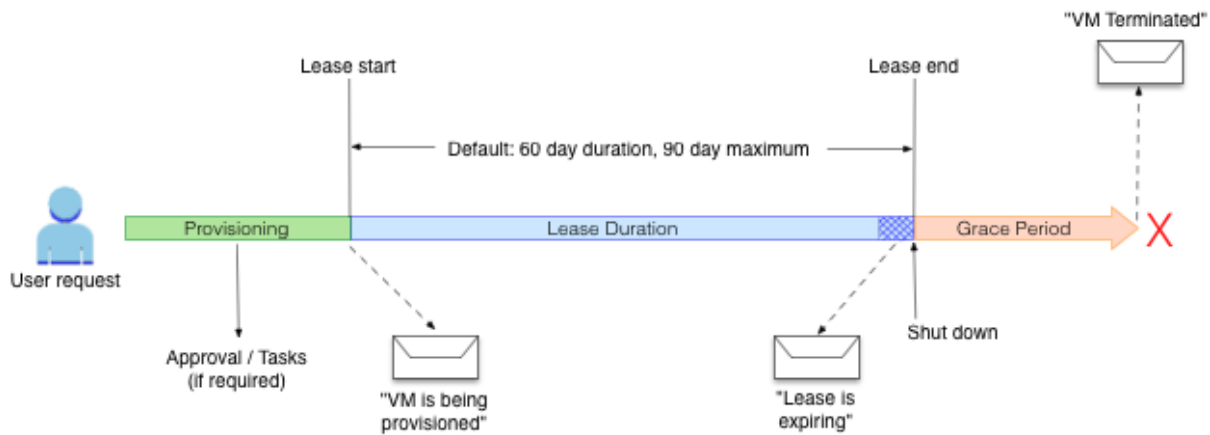 "VM Terminated"
Lease start
Lease end
Default: 60 day duration, 90 day maximum
Provisioning
Lease Duration
Grace Period
User request
Shut down
Approval / Tasks
(if required)
"VM is being
provisioned"
"Lease is
expiring"